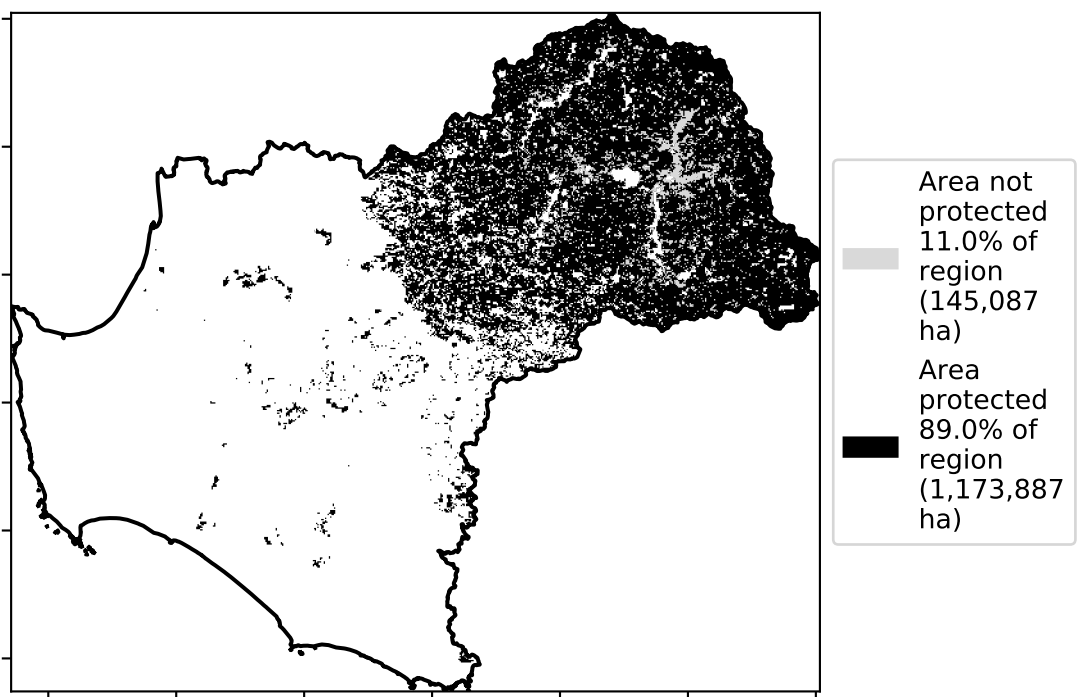 Area not
protected
11.0% of
region
(145,087
ha)
Area
protected
89.0% of
region
(1,173,887
ha)